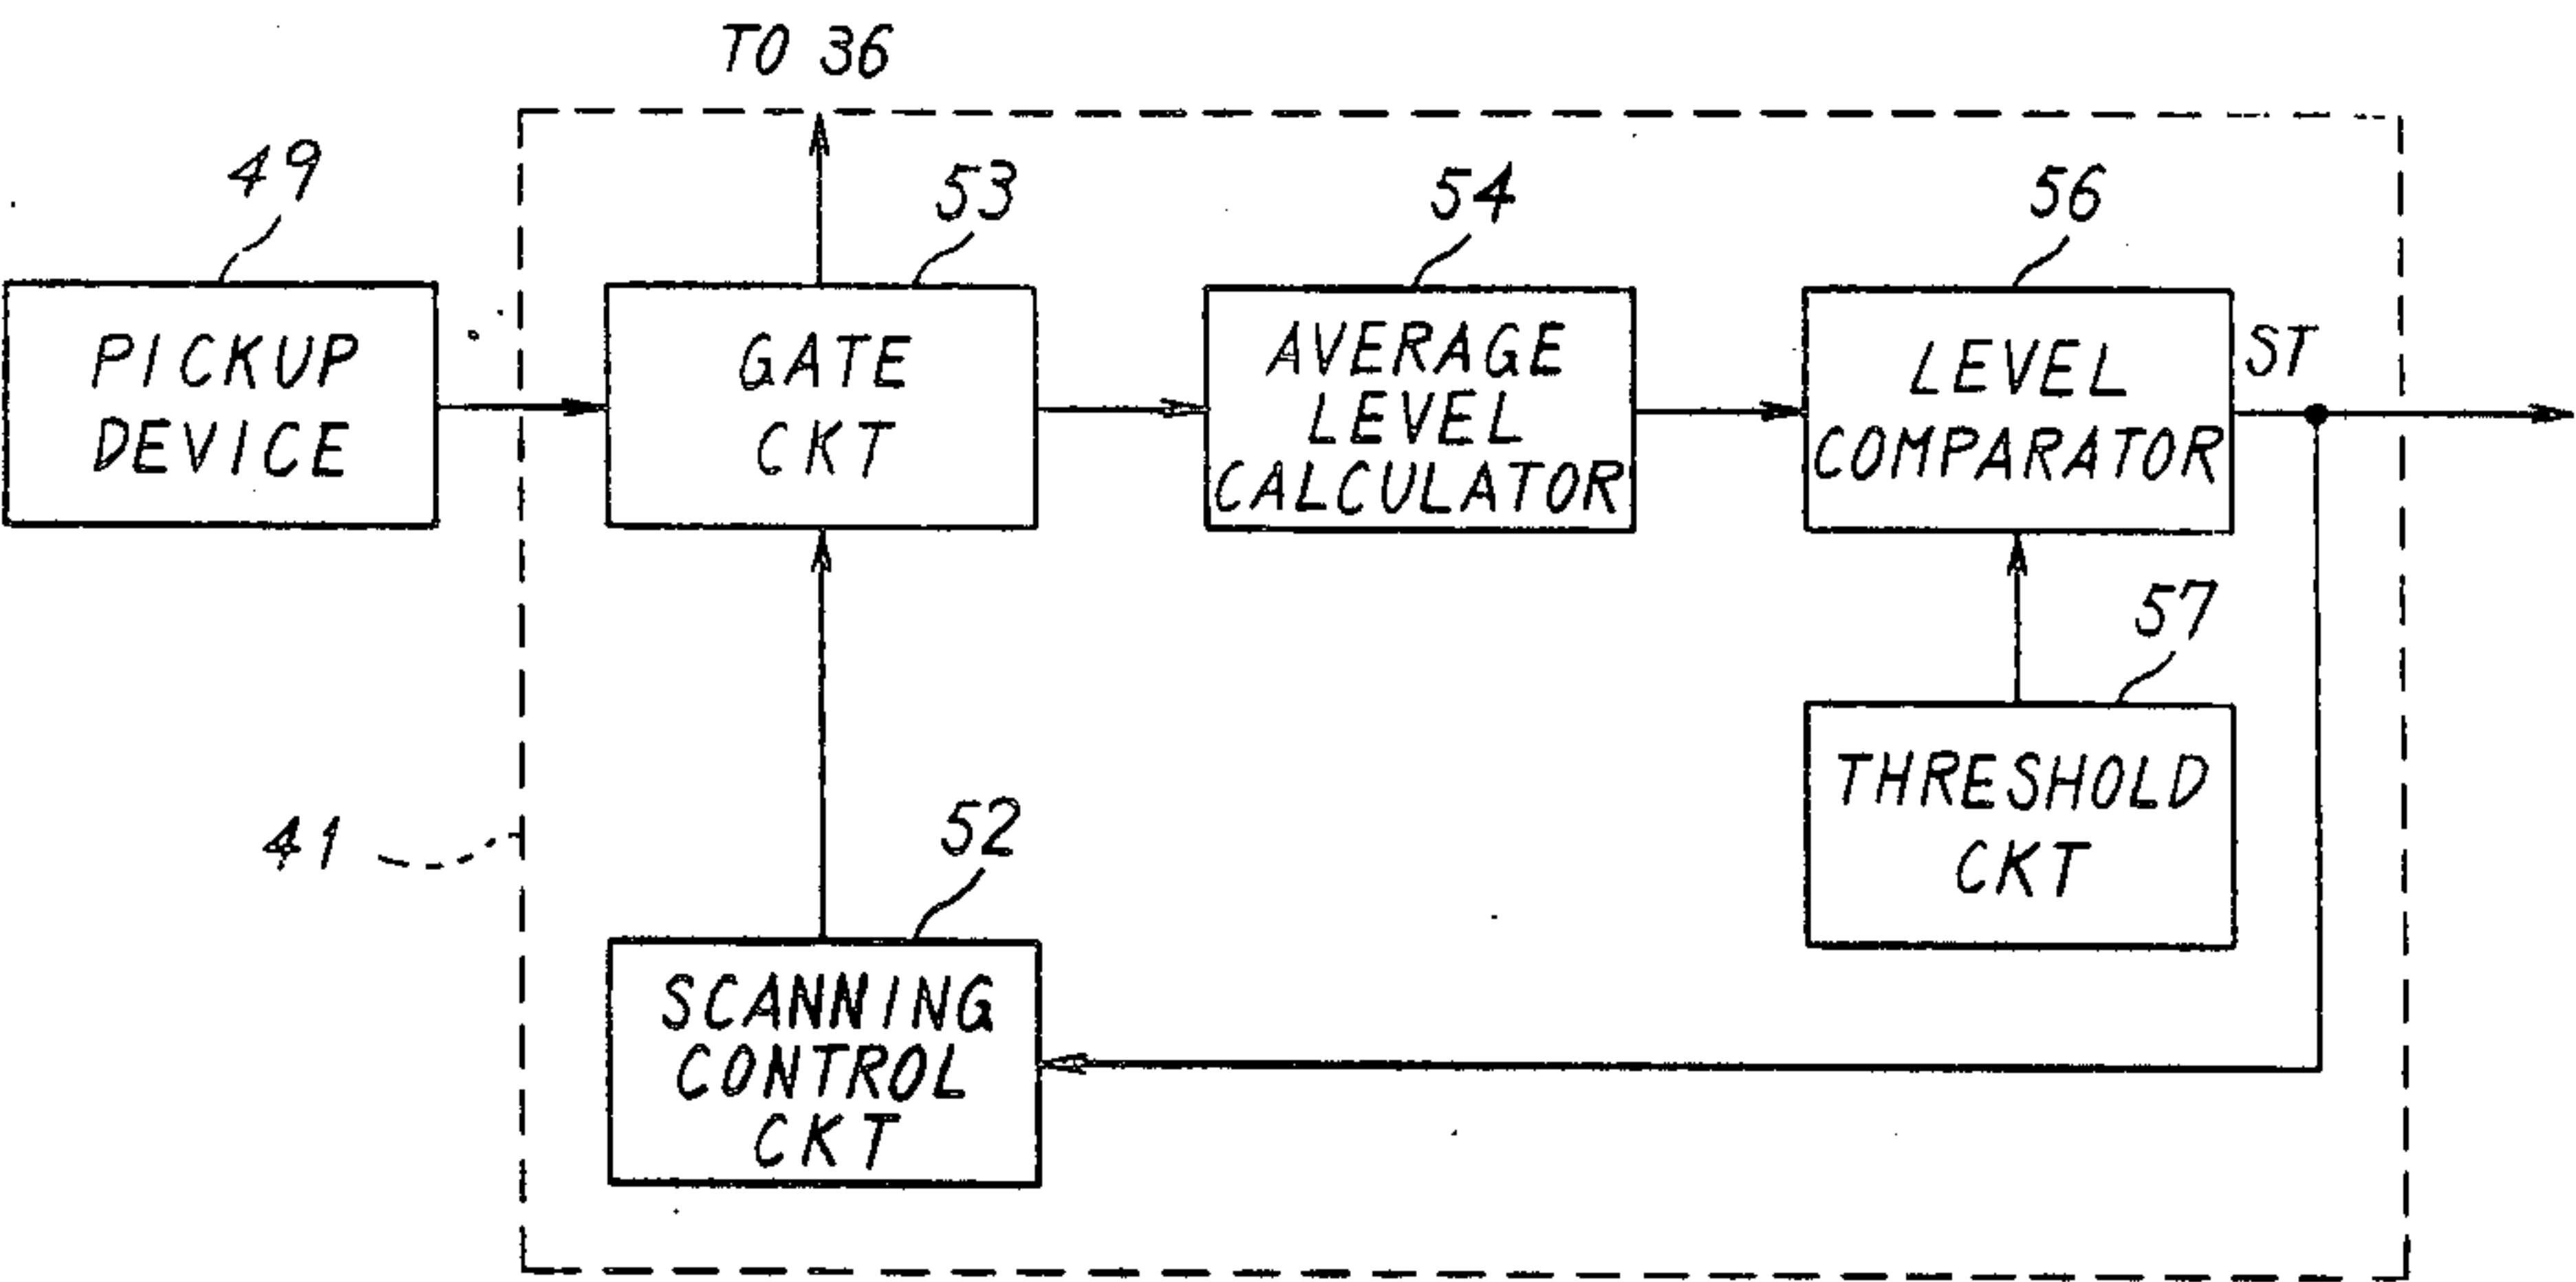 TO 36
49
53
54
56
PICKUP
DEVICE
GATE
CKT
AVERAGE
LEVEL
CALCULATOR
LEVEL
COMPARATOR
ST
57
THRESHOLD
CKT
41
52
SCANNING
CONTROL
CKT